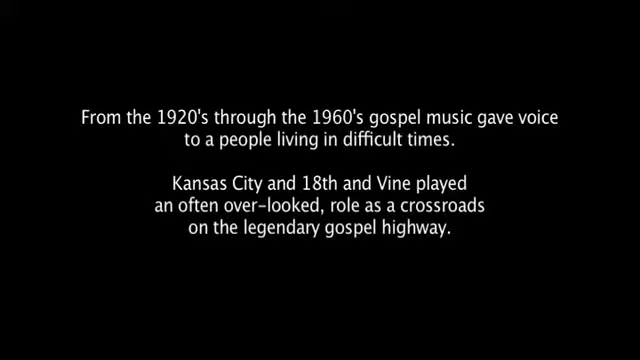 From the 1920's through the 1960's gospel music gave voice
to a people living in difficult times.
Kansas City and 18th and Vine played
an often over-looked, role as a crossroads
on the legendary gospel highway.